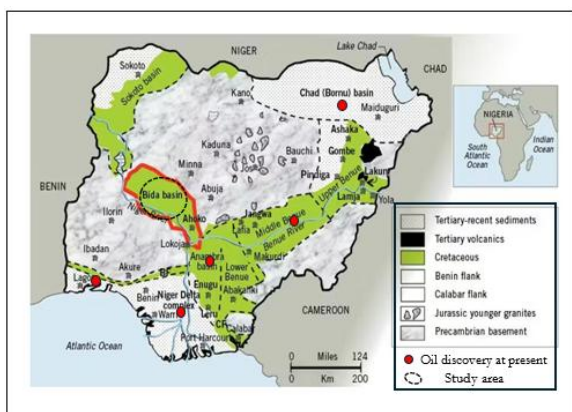 NIGER
Lake Chad
CHAD
Sokoto
Sokoto basin
Kano
Chad (Bornu) basin
Maiduguri
Ashaka
Gombe
Kaduna
Jos
Bauchi
Minna
Pindiga
Lakun
Lamja
Yola
Upper Benue
BENIN
Bida basin
Abuja
Jangwa
Lafia
Middle Benue
Benue River
Ilorin
Ahoko
Lokoja
Makurdi
Ibadan
Akure
Anambra
basin
Lower
Benue
Lagos
BF
Enugu
Abakaliki
Benin
Niger Delta
complex
Warri
CF
Calabar
Port Harcourt
CAMEROON
Atlantic Ocean
0 Miles 124
0 Km 200
NIGERIA
South
Atlantic
Ocean
Indian
Ocean
Tertiary-recent sediments
Tertiary volcanics
Cretaceous
Benin flank
Calabar flank
Jurassic younger granites
Precambrian basement
Oil discovery at present
Study area